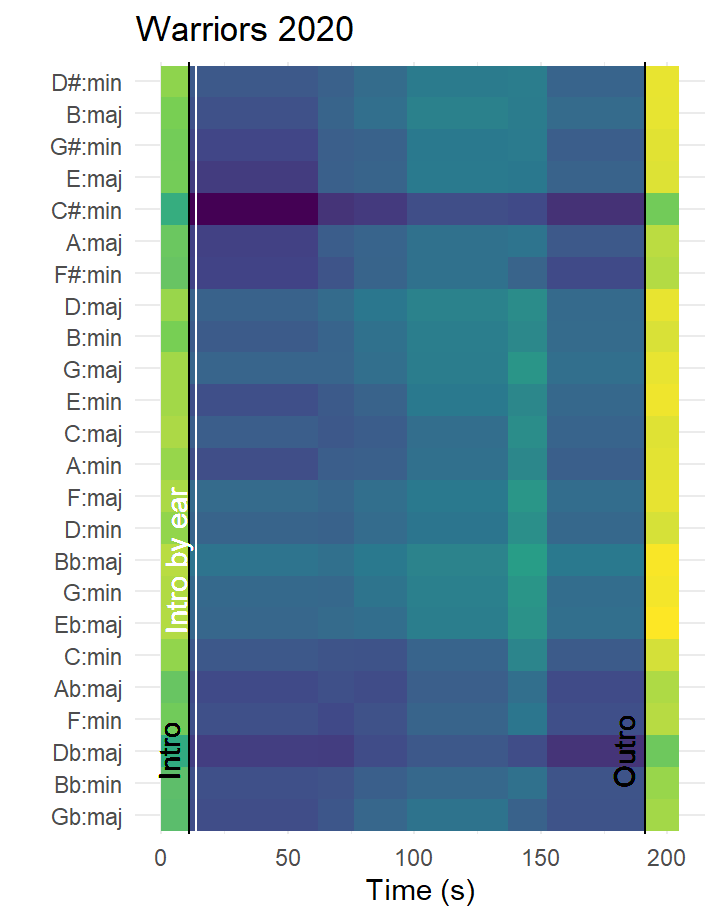 Warriors 2020
D#:min
B:maj
G#:min
E:maj
C#:min
A:maj
F#:min
D:maj
B:min
G:maj
E:min
C:maj
A:min
F:maj
D:min
Bb:maj
G:min
Eb:maj
C:min
Ab:maj
F:min
Db:maj
Bb:min
Gb:maj
Intro
Intro by ear
Outro
0 50 100 150 200
Time (s)